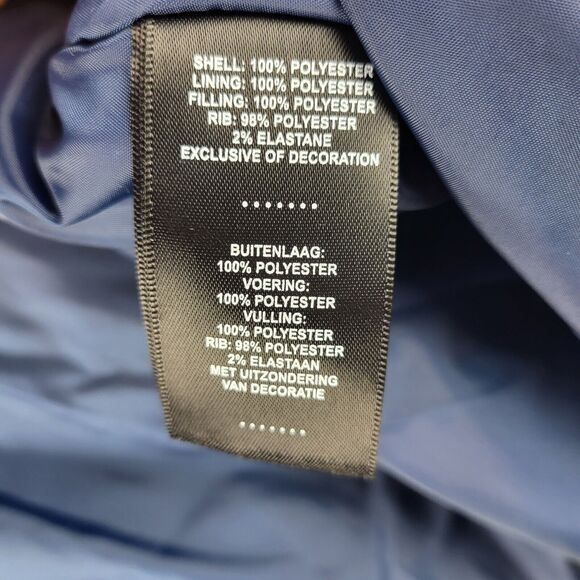 SHELL: 100% POLYESTER
LINING: 100% POLYESTER
FILLING: 100% POLYESTER
RIB: 98% POLYESTER
2% ELASTANE
EXCLUSIVE OF DECORATION
.......
BUITENLAAG:
100% POLYESTER
VOERING:
100% POLYESTER
VULLING:
100% POLYESTER
RIB: 98% POLYESTER
2% ELASTAAN
MET UITZONDERING
VAN DECORATIE
.......